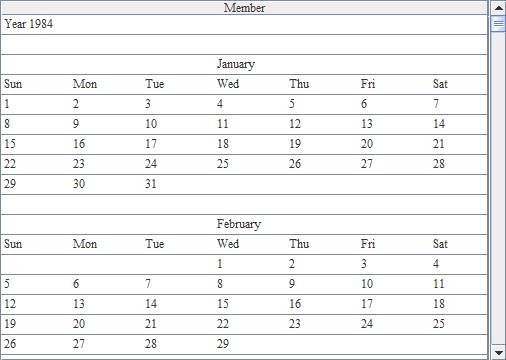 Member
Year 1984
January
Sun Mon Tue Wed Thu Fri Sat
1 2 3 4 5 6 7
8 9 10 11 12 13 14
15 16 17 18 19 20 21
22 23 24 25 26 27 28
29 30 31
February
Sun Mon Tue Wed Thu Fri Sat
1 2 3 4
5 6 7 8 9 10 11
12 13 14 15 16 17 18
19 20 21 22 23 24 25
26 27 28 29